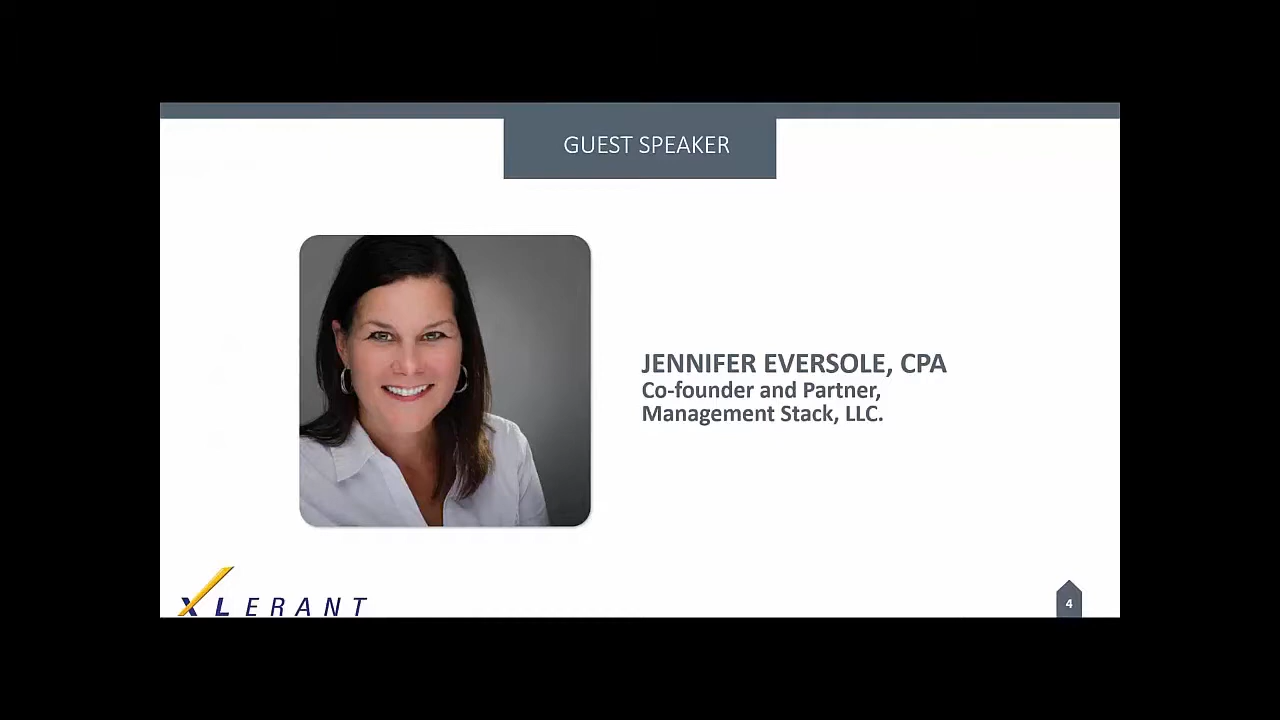 GUEST SPEAKER
JENNIFER EVERSOLE, CPA
Co-founder and Partner,
Management Stack, LLC.
XLERANT
4